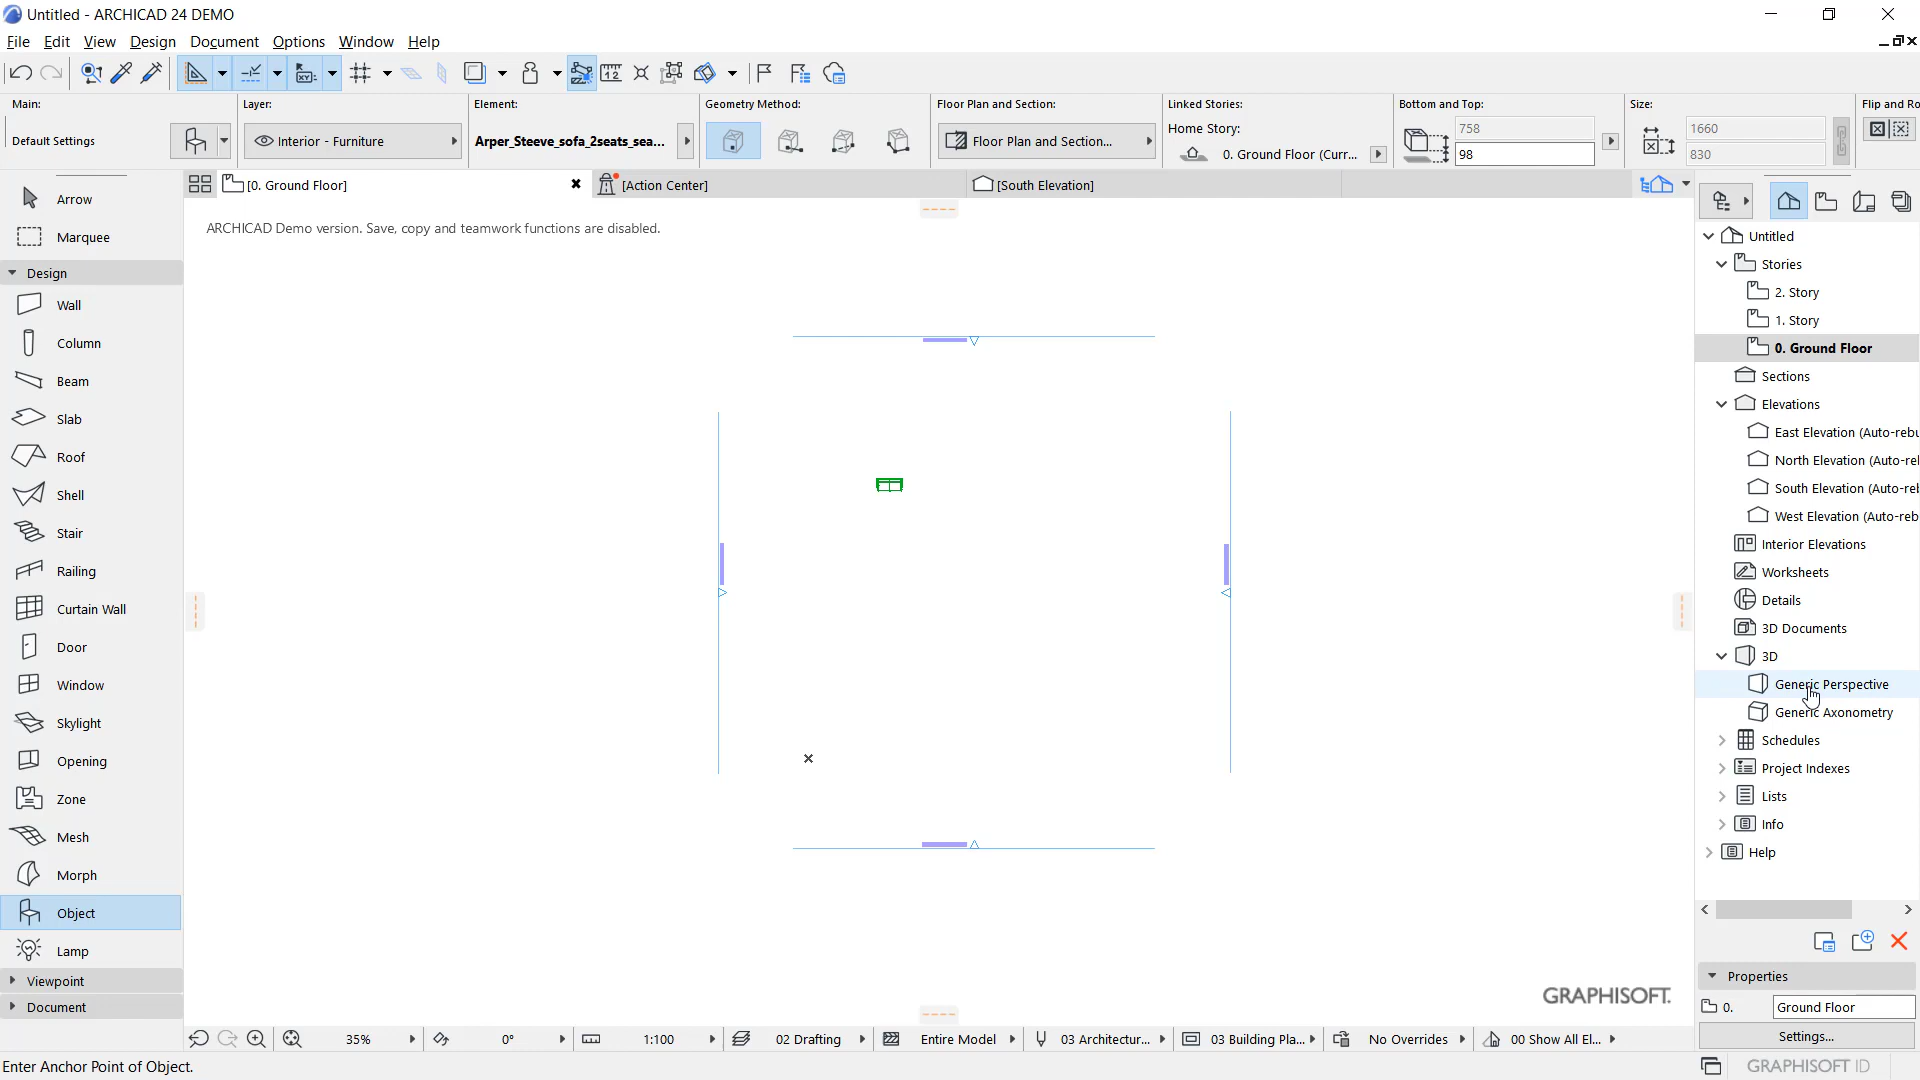 Untitled - ARCHICAD 24 DEMO
File Edit View Design Document Options Window Help
Main: Layer: Element: Geometry Method: Floor Plan and Section: Linked Stories: Bottom and Top: Size: Flip and Ro
Home Story:
758
1660
Default Settings
Interior - Furniture
Arper_Steeve_sofa_2seats_sea...
Floor Plan and Section...
0. Ground Floor (Curr...
98
830
[0. Ground Floor]
[Action Center]
[South Elevation]
ARCHICAD Demo version. Save, copy and teamwork functions are disabled.
Arrow
Marquee
Design
Wall
Column
Beam
Slab
Roof
Shell
Stair
Railing
Curtain Wall
Door
Window
Skylight
Opening
Zone
Mesh
Morph
Object
Lamp
Viewpoint
Document
Untitled
Stories
2. Story
1. Story
0. Ground Floor
Sections
Elevations
East Elevation (Auto-rebu
North Elevation (Auto-rel
South Elevation (Auto-reb
West Elevation (Auto-reb
Interior Elevations
Worksheets
Details
3D Documents
3D
Generic Perspective
Generic Axonometry
Schedules
Project Indexes
Lists
Info
Help
Properties
0. Ground Floor
Settings...
GRAPHISOFT.
35% 0° 1:100 02 Drafting Entire Model 03 Architectur... 03 Building Pla... No Overrides 00 Show All El...
Enter Anchor Point of Object.
GRAPHISOFT ID